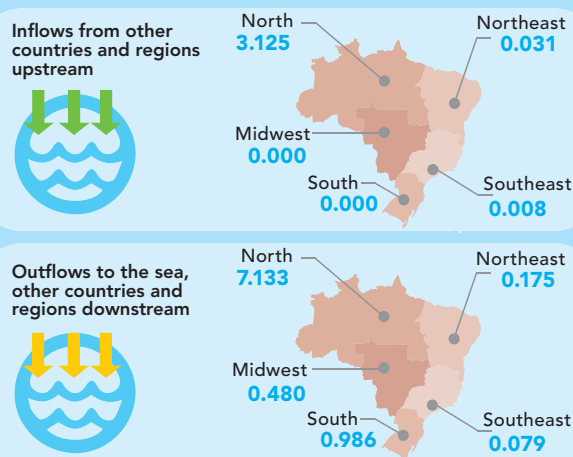 Inflows from other
countries and regions
upstream
North
3.125
Northeast
0.031
Midwest
0.000
South
0.000
Southeast
0.008
Outflows to the sea,
other countries and
regions downstream
North
7.133
Northeast
0.175
Midwest
0.480
South
0.986
Southeast
0.079